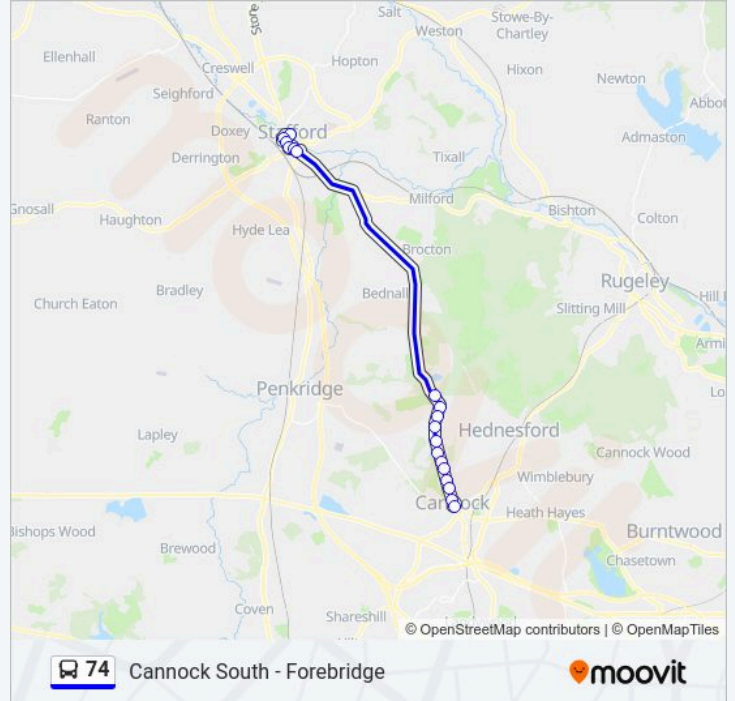 Salt
Stowe-By-
Chartley
Stone
Weston
Ellenhall
Hopton
Creswell
Hixon
Newton
Seighford
Abbot
Ranton
Doxey
Stafford
Admaston
Derrington
Tixall
Milford
Gnosall
Bishton
Haughton
Colton
Hyde Lea
Brocton
Rugeley
Bradley
Bednall
Hill
Church Eaton
Slitting Mill
Armi
Penkridge
Lo
Lapley
Hednesford
Cannock Wood
Wimblebury
Cannock
Heath Hayes
Bishops Wood
Burntwood
Brewood
Chasetown
Coven
Shareshill
© OpenStreetMap contributors | © OpenMapTiles
74 Cannock South - Forebridge
moovit